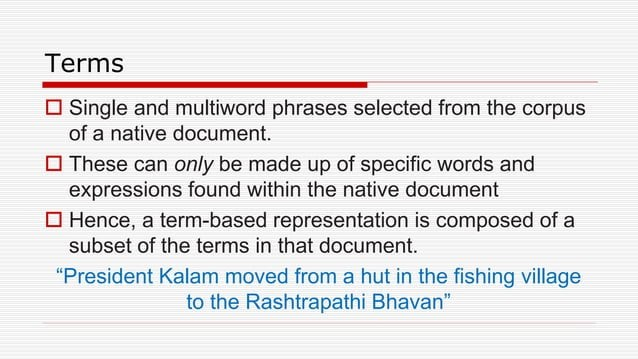 Terms
Single and multiword phrases selected from the corpus
of a native document.
These can only be made up of specific words and
expressions found within the native document
Hence, a term-based representation is composed of a
subset of the terms in that document.
“President Kalam moved from a hut in the fishing village
to the Rashtrapathi Bhavan”